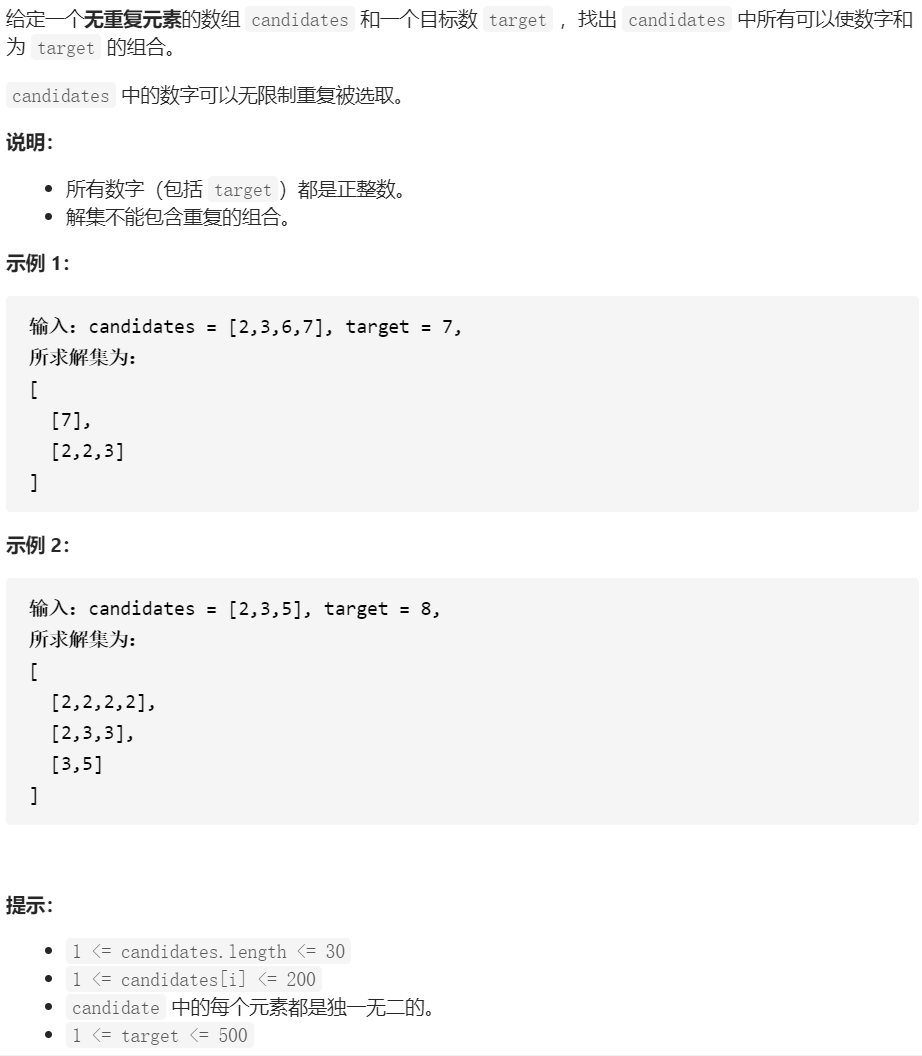 给定一个无重复元素的数组 candidates 和一个目标数 target ，找出 candidates 中所有可以使数字和
为 target 的组合。
candidates 中的数字可以无限制重复被选取。
说明：
• 所有数字（包括 target）都是正整数。
• 解集不能包含重复的组合。
示例 1：
输入：candidates = [2,3,6,7], target = 7,
所求解集为：
[
[7],
[2,2,3]
]
示例 2：
输入：candidates = [2,3,5], target = 8,
所求解集为：
[
[2,2,2,2],
[2,3,3],
[3,5]
]
提示：
• 1 <= candidates.length <= 30
• 1 <= candidates[i] <= 200
• candidate 中的每个元素都是独一无二的。
• 1 <= target <= 500